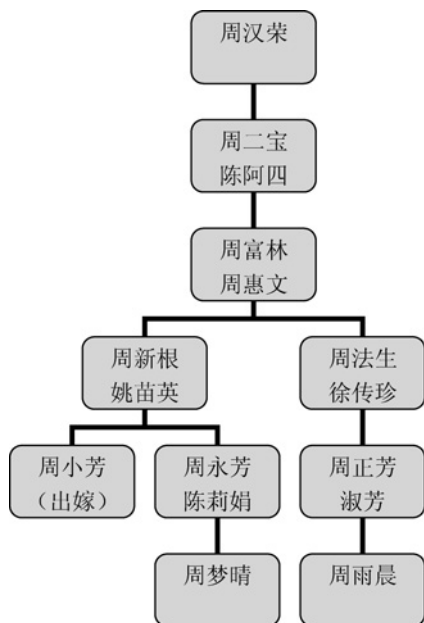 周汉荣
周二宝
陈阿四
周富林
周惠文
周新根
姚苗英
周法生
徐传珍
周小芳
（出嫁）
周永芳
陈莉娟
周正芳
淑芳
周梦晴
周雨晨